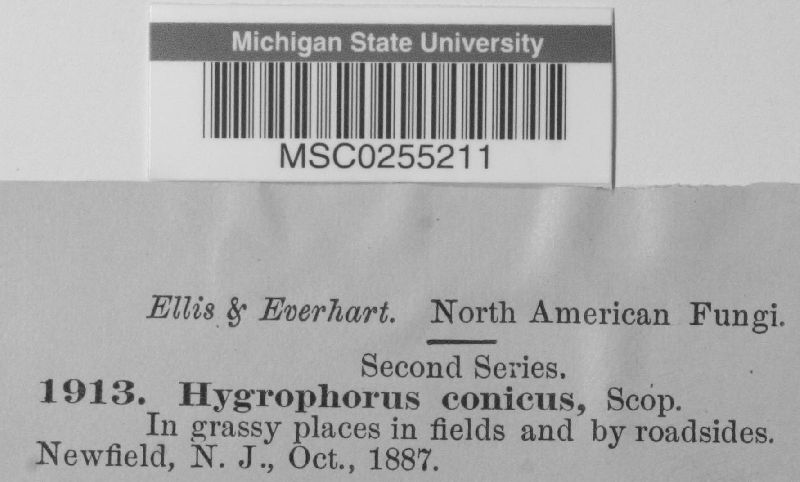 Michigan State University
MSC0255211
Ellis & Everhart. North American Fungi.
Second Series.
1913. Hygrophorus conicus, Scop.
In grassy places in fields and by roadsides.
Newfield, N. J., Oct., 1887.